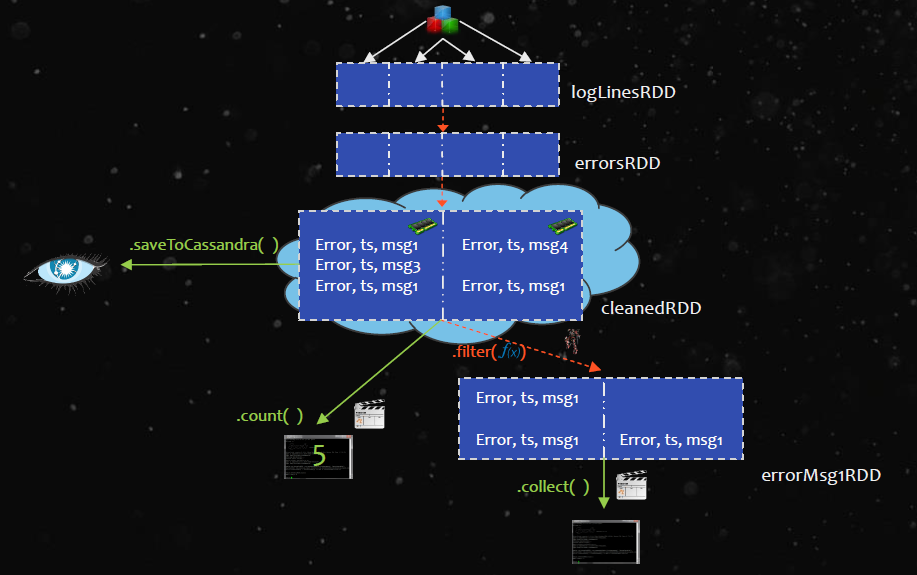 logLinesRDD
errorsRDD
.saveToCassandra( )
Error, ts, msg1
Error, ts, msg3
Error, ts, msg1
Error, ts, msg4
Error, ts, msg1
cleanedRDD
.filter( f(x) )
.count( )
5
Error, ts, msg1
Error, ts, msg1
Error, ts, msg1
errorMsg1RDD
.collect( )